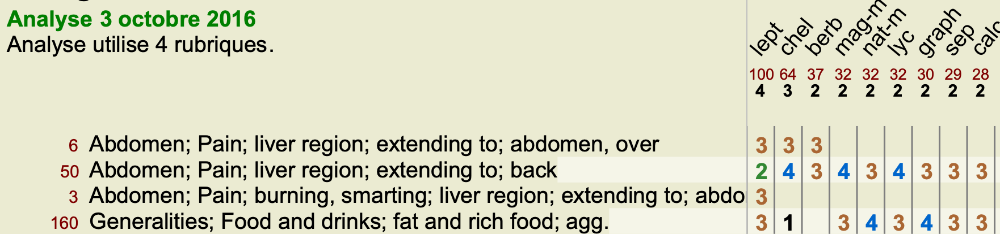 Analyse 3 octobre 2016
Analyse utilise 4 rubriques.
lept chel berb mag-m nat-m lyc graph sep calc
100 64 37 32 32 32 30 29 28
4 3 2 2 2 2 2 2 2
6 Abdomen; Pain; liver region; extending to; abdomen, over 3 3 3
50 Abdomen; Pain; liver region; extending to; back 2 4 3 4 3 4 3 3 3
3 Abdomen; Pain; burning, smarting; liver region; extending to; abdo 3
160 Generalities; Food and drinks; fat and rich food; agg. 3 1 3 4 3 4 3 3